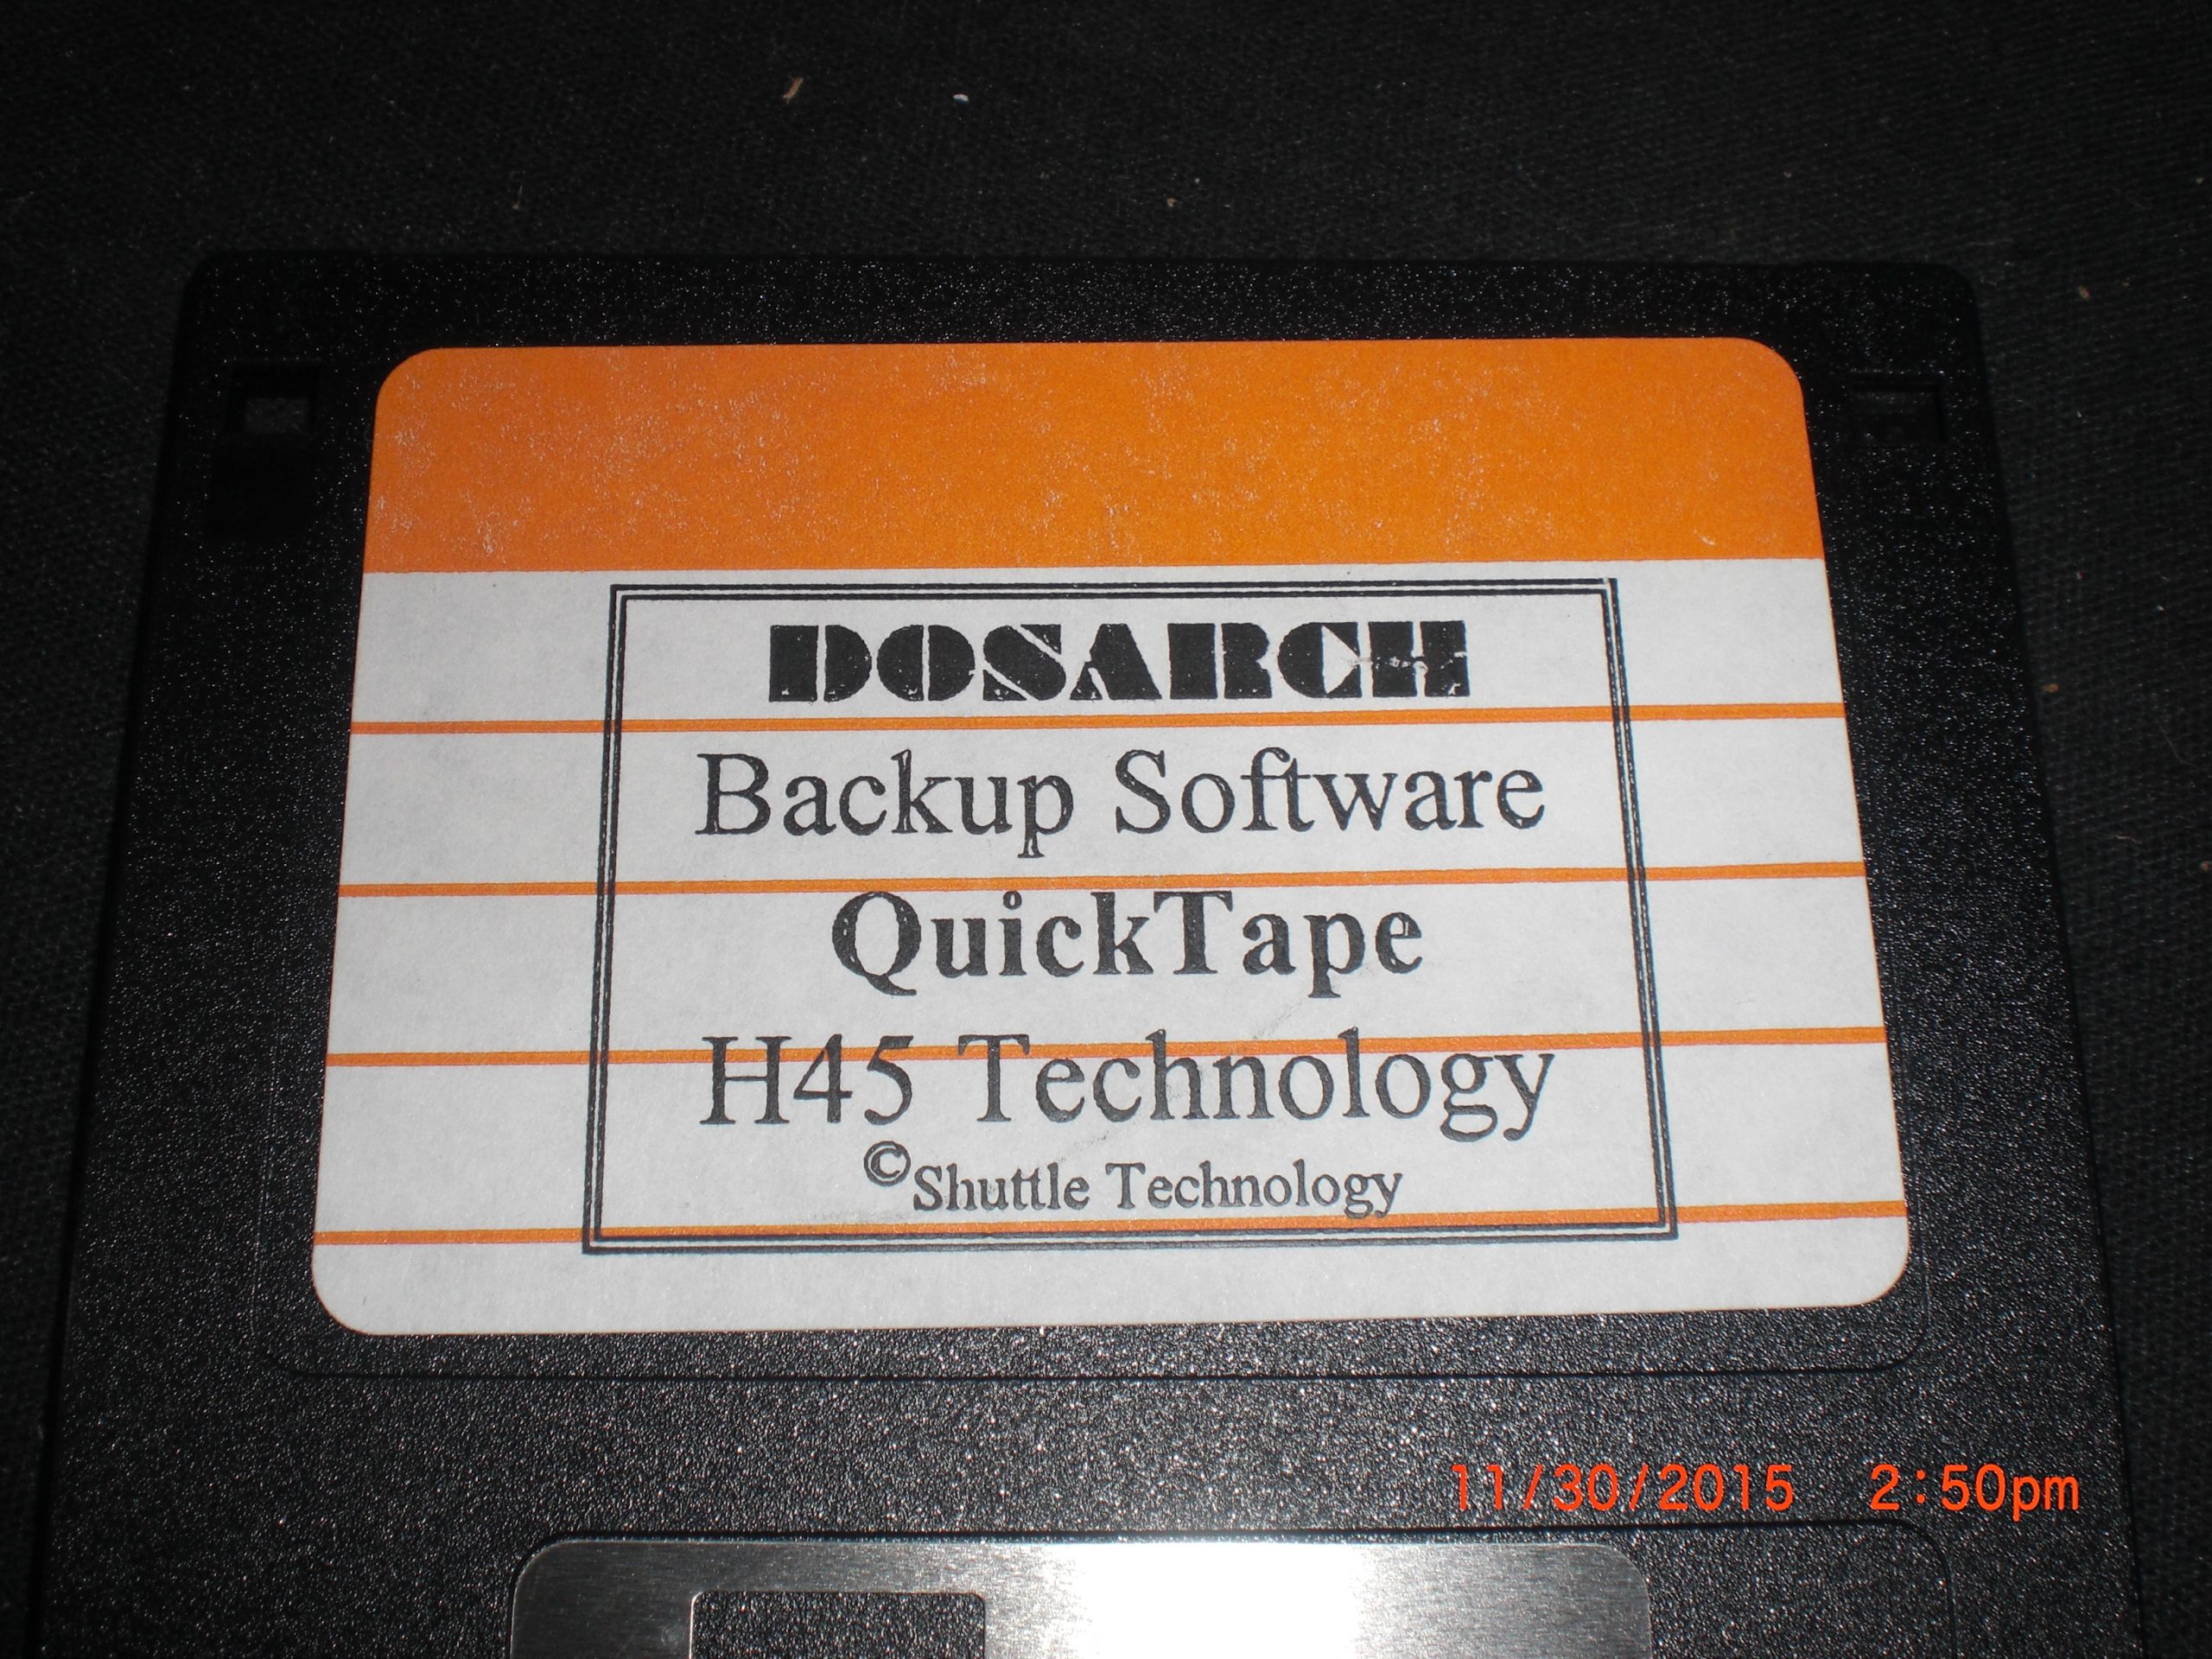 DOSARCH
Backup Software
QuickTape
H45 Technology
©Shuttle Technology
11/30/2015 2:50pm